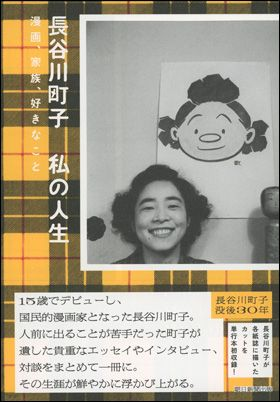 長谷川町子 私の人生
漫画、家族、好きなこと
長谷川町子
没後30年
長谷川町子が
各紙誌に描いた
カットを
単行本初収録!
15歳でデビューし、
国民的漫画家となった長谷川町子。
人前に出ることが苦手だった町子が
遺した貴重なエッセイやインタビュー、
対談をまとめて一冊に。
その生涯が鮮やかに浮かび上がる。
朝日新聞出版